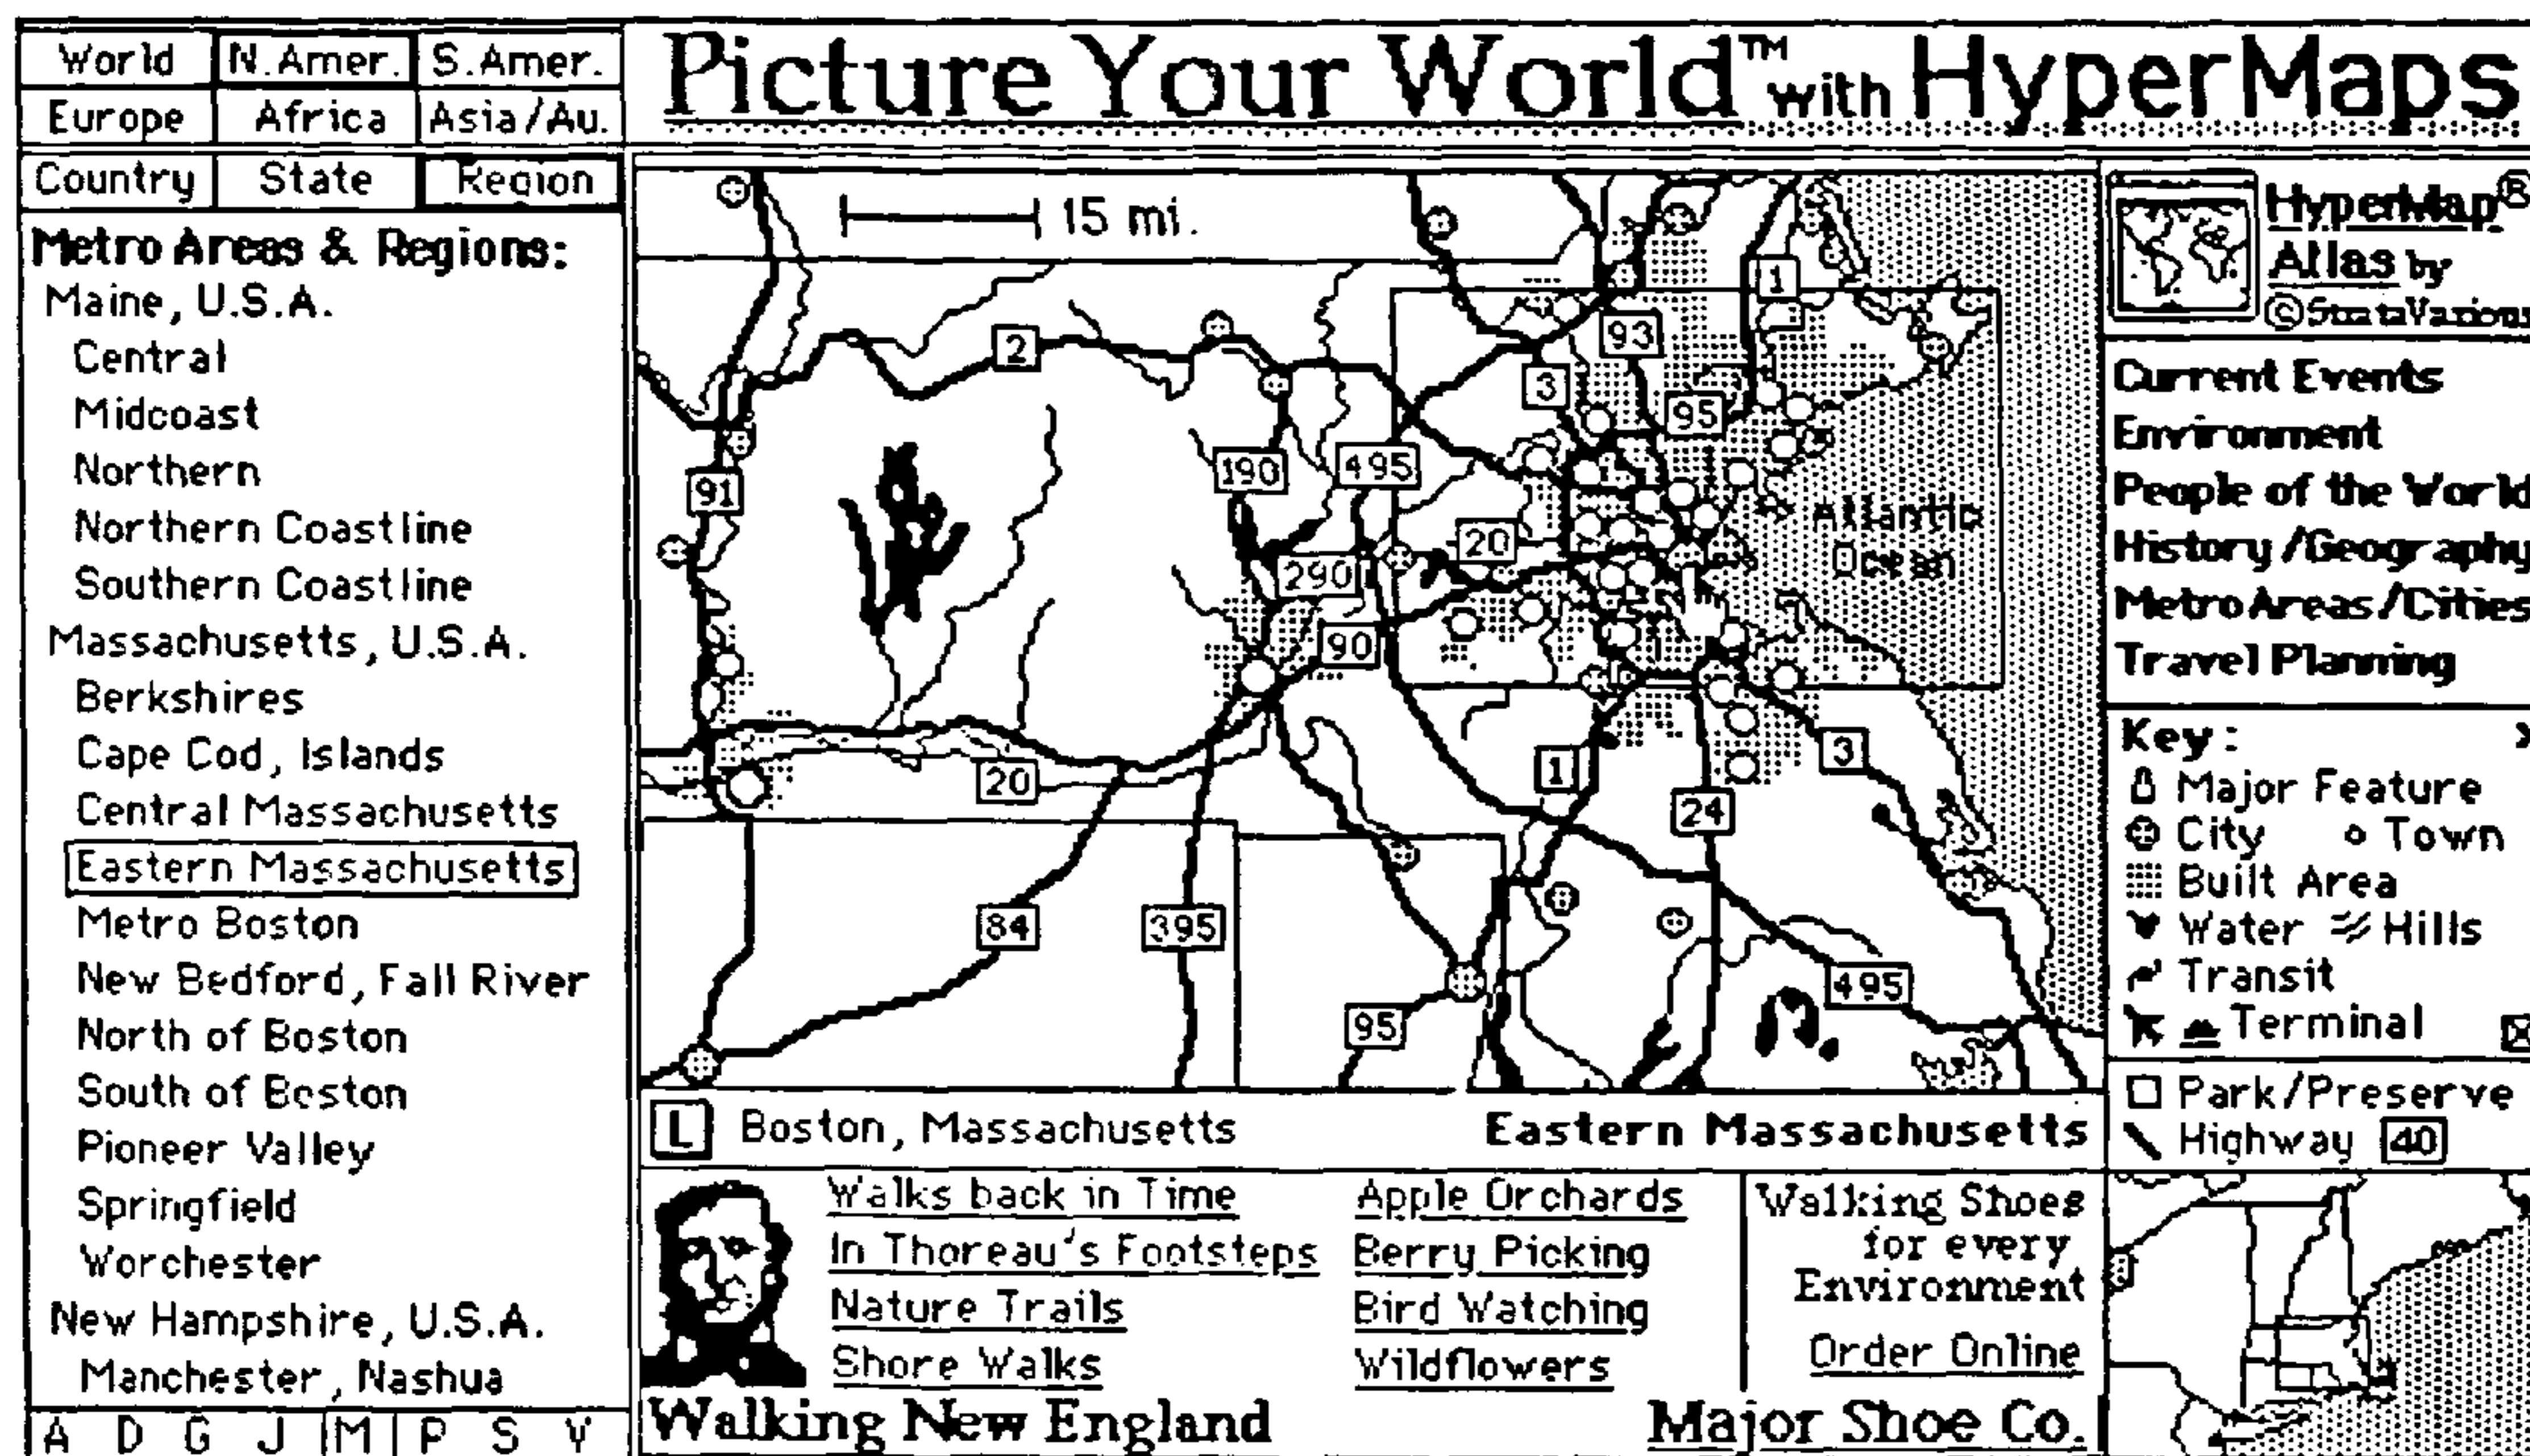 World N.Amer. S.Amer.
Europe Africa Asia/Au.
Picture Your World™ with HyperMaps
Country State Region
Metro Areas & Regions:
Maine, U.S.A.
Central
Midcoast
Northern
Northern Coastline
Southern Coastline
Massachusetts, U.S.A.
Berkshires
Cape Cod, Islands
Central Massachusetts
Eastern Massachusetts
Metro Boston
New Bedford, Fall River
North of Boston
South of Boston
Pioneer Valley
Springfield
Worchester
New Hampshire, U.S.A.
Manchester, Nashua
A D G J M P S V
15 mi.
1
2
93
3
95
190
495
91
20
Atlantic
Ocean
290
90
20
1
3
24
84
395
495
95
L Boston, Massachusetts
Eastern Massachusetts
Walks back in Time
In Thoreau's Footsteps
Nature Trails
Shore Walks
Apple Orchards
Berry Picking
Bird Watching
Wildflowers
Walking New England
Walking Shoes
for every
Environment
Order Online
Major Shoe Co.
HyperMap®
Atlas by
©StrataVarious
Current Events
Environment
People of the World
History/Geography
Metro Areas/Cities
Travel Planning
Key:
Major Feature
City Town
Built Area
Water Hills
Transit
Terminal
Park/Preserve
Highway 40